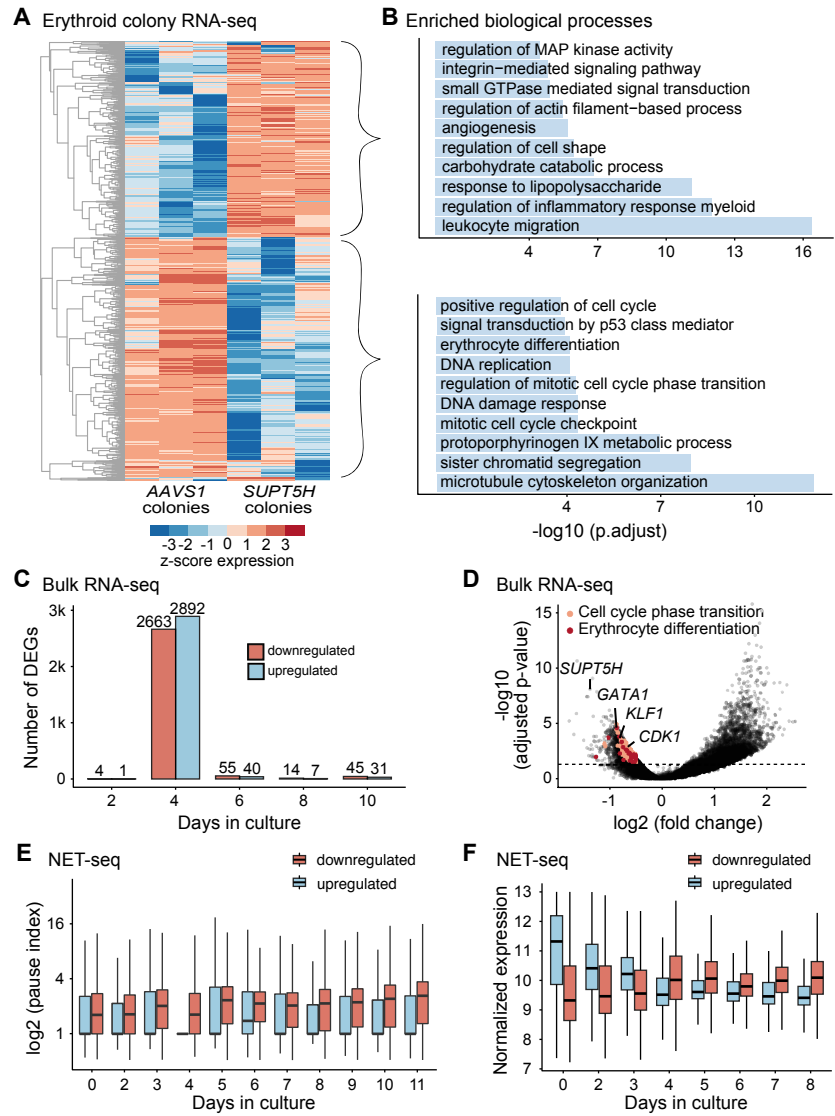 A Erythroid colony RNA-seq
AAVS1 colonies
SUPT5H colonies
-3 -2 -1 0 1 2 3
z-score expression
B Enriched biological processes
regulation of MAP kinase activity
integrin−mediated signaling pathway
small GTPase mediated signal transduction
regulation of actin filament−based process
angiogenesis
regulation of cell shape
carbohydrate catabolic process
response to lipopolysaccharide
regulation of inflammatory response myeloid
leukocyte migration
4 7 10 13 16
positive regulation of cell cycle
signal transduction by p53 class mediator
erythrocyte differentiation
DNA replication
regulation of mitotic cell cycle phase transition
DNA damage response
mitotic cell cycle checkpoint
protoporphyrinogen IX metabolic process
sister chromatid segregation
microtubule cytoskeleton organization
4 7 10
-log10 (p.adjust)
C Bulk RNA-seq
Number of DEGs
3k
2k
1k
0
4 1 2663 2892 55 40 14 7 45 31
downregulated
upregulated
2 4 6 8 10
Days in culture
D Bulk RNA-seq
Cell cycle phase transition
Erythrocyte differentiation
-log10
(adjusted p-value)
15
10
5
0
SUPT5H
GATA1
KLF1
CDK1
-1 0 1 2
log2 (fold change)
E NET-seq
downregulated
upregulated
log2 (pause index)
16
4
1
0 2 3 4 5 6 7 8 9 10 11
Days in culture
F NET-seq
downregulated
upregulated
Normalized expression
13
12
11
10
9
8
7
0 2 3 4 5 6 7 8
Days in culture